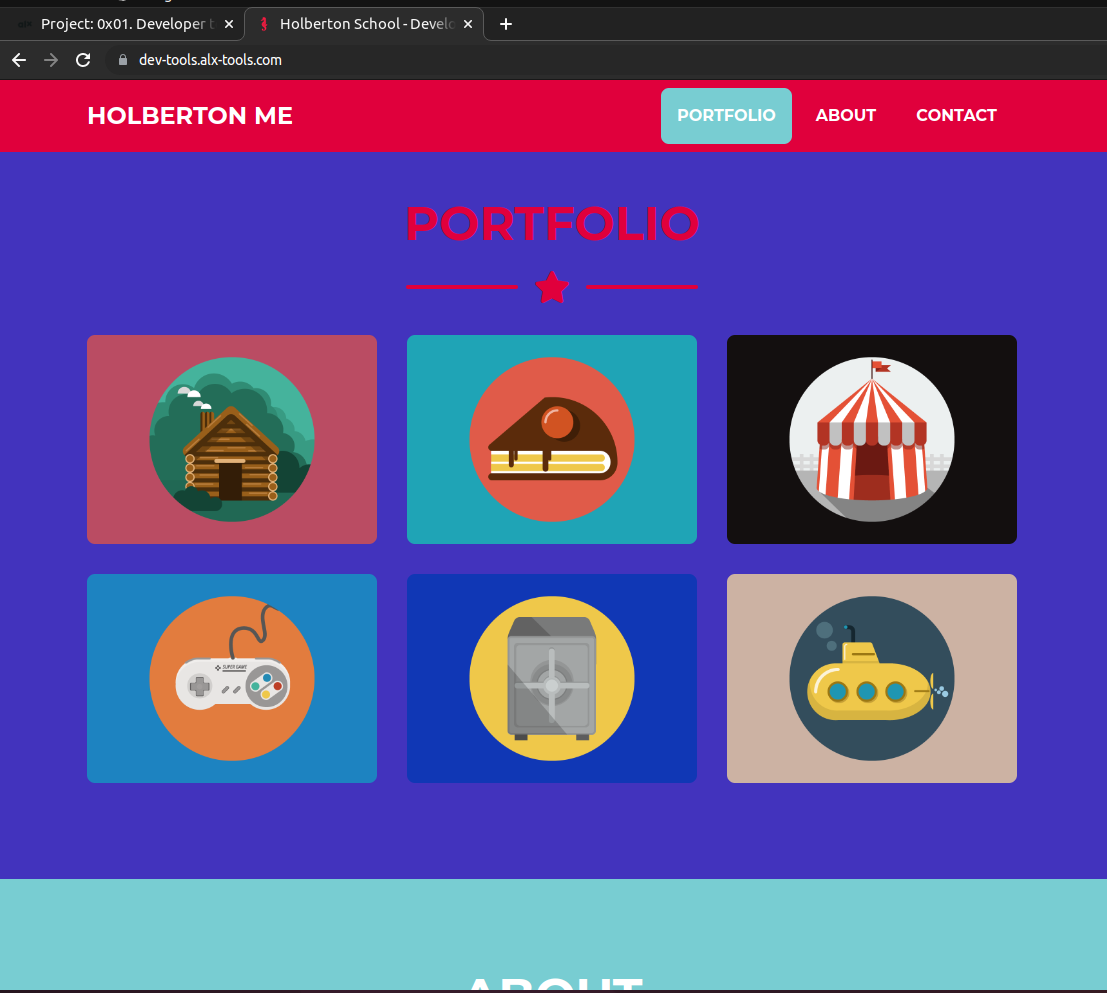 Project: 0x01. Developer t
Holberton School - Develo
dev-tools.alx-tools.com
HOLBERTON ME
PORTFOLIO
ABOUT
CONTACT
PORTFOLIO
SUPER GAME
ABOUT